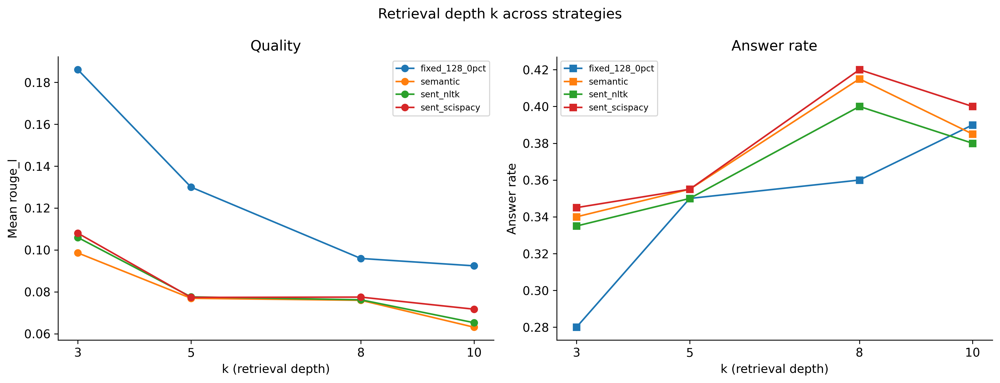 Retrieval depth k across strategies
Quality
Mean rouge_l
0.18
0.16
0.14
0.12
0.10
0.08
0.06
3 5 8 10
k (retrieval depth)
fixed_128_0pct
semantic
sent_nltk
sent_scispacy
Answer rate
Answer rate
0.42
0.40
0.38
0.36
0.34
0.32
0.30
0.28
3 5 8 10
k (retrieval depth)
fixed_128_0pct
semantic
sent_nltk
sent_scispacy